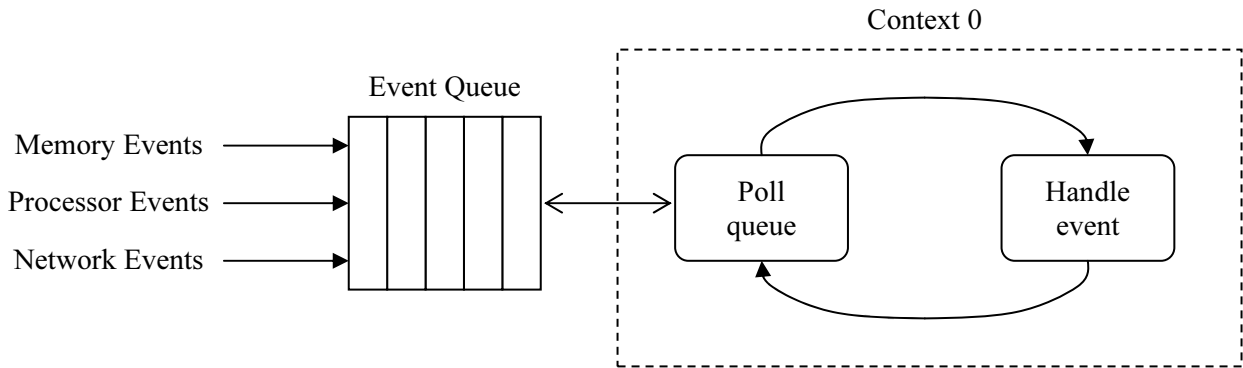 Context 0
Event Queue
Memory Events
Processor Events
Network Events
Poll
queue
Handle
event